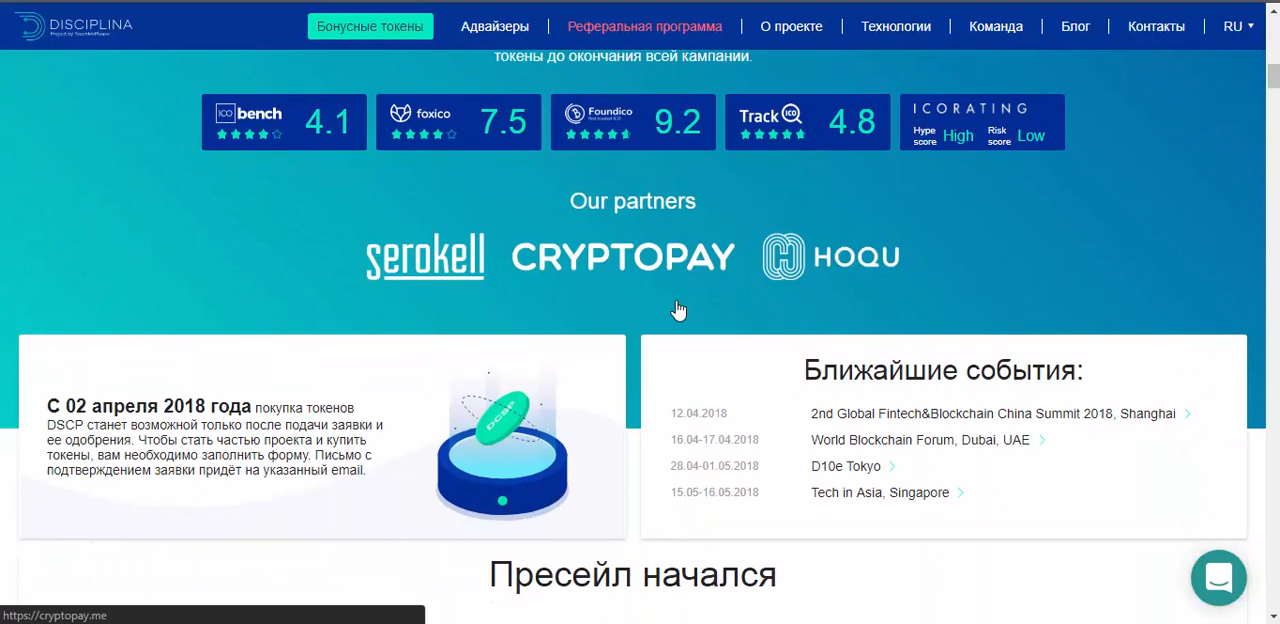 DISCIPLINA
Бонусные токены
Адвайзеры
Реферальная программа
О проекте
Технологии
Команда
Блог
Контакты
RU
токены до окончания всей кампании.
ICO bench 4.1
foxico 7.5
Foundico 9.2
Track ICO 4.8
ICORATING
Hype score High Risk score Low
Our partners
serokell CRYPTOPAY HOQU
С 02 апреля 2018 года покупка токенов
DSCP станет возможной только после подачи заявки и
ее одобрения. Чтобы стать частью проекта и купить
токены, вам необходимо заполнить форму. Письмо с
подтверждением заявки придёт на указанный email.
DCSP
Ближайшие события:
12.04.2018 2nd Global Fintech&Blockchain China Summit 2018, Shanghai
16.04-17.04.2018 World Blockchain Forum, Dubai, UAE
28.04-01.05.2018 D10e Tokyo
15.05-16.05.2018 Tech in Asia, Singapore
Пресейл начался
https://cryptopay.me